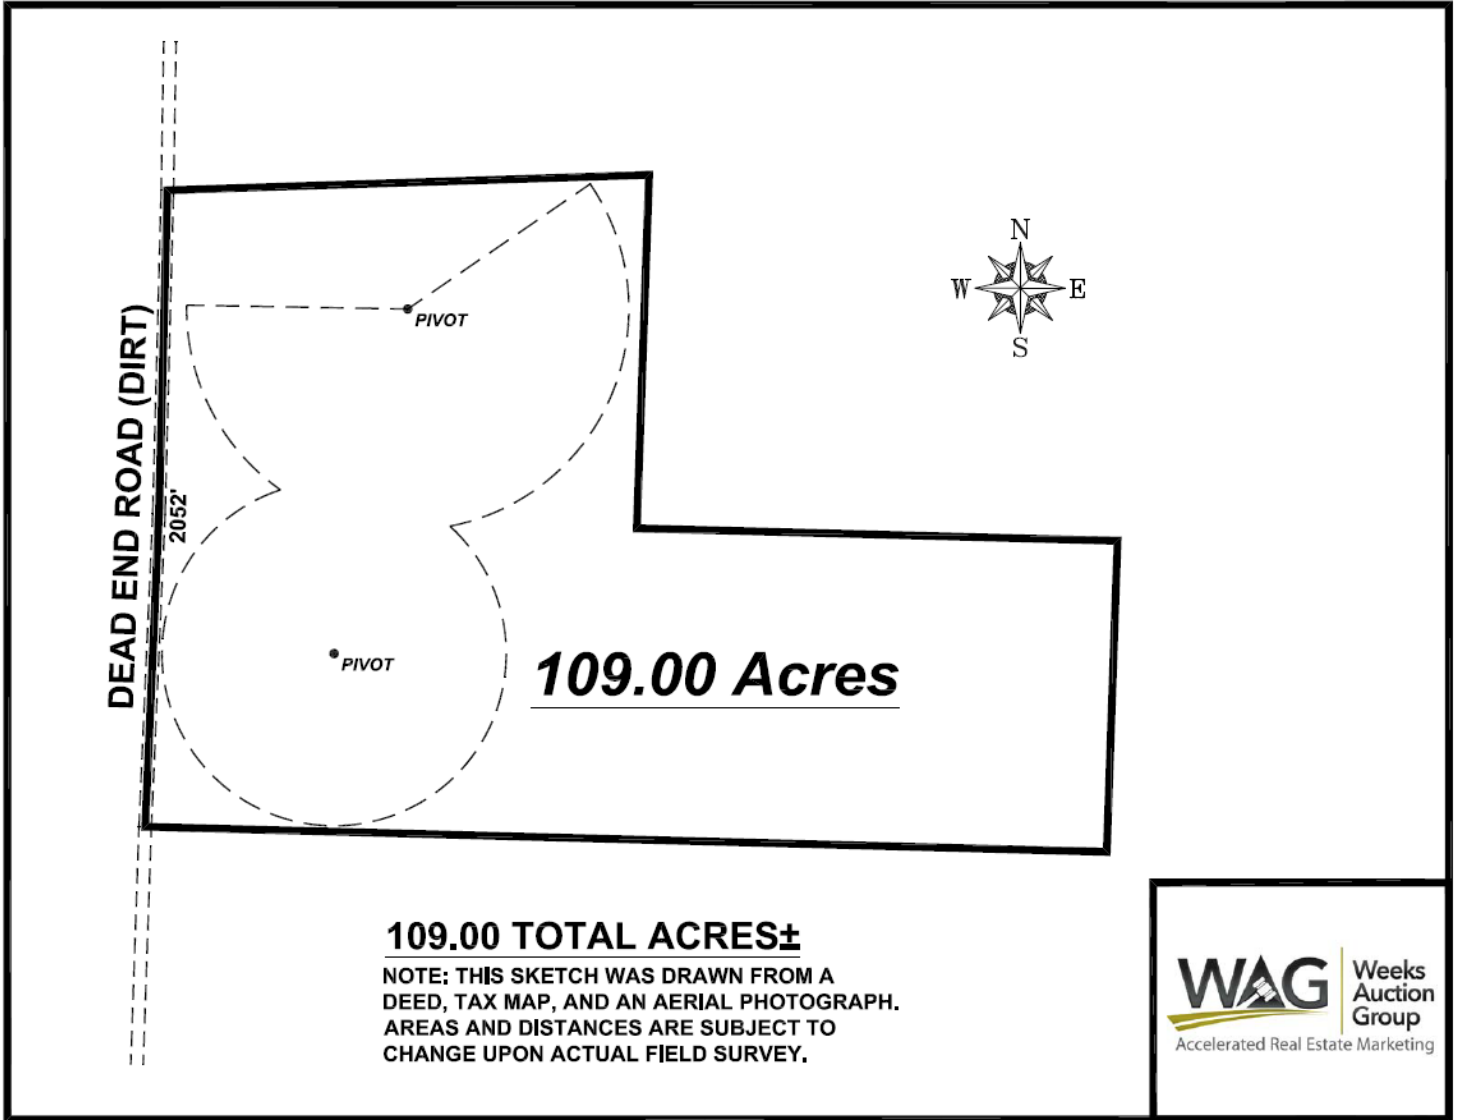 N
W E
S
PIVOT
DEAD END ROAD (DIRT)
2052'
PIVOT
109.00 Acres
109.00 TOTAL ACRES±
NOTE: THIS SKETCH WAS DRAWN FROM A
DEED, TAX MAP, AND AN AERIAL PHOTOGRAPH.
AREAS AND DISTANCES ARE SUBJECT TO
CHANGE UPON ACTUAL FIELD SURVEY.
WAG
Weeks
Auction
Group
Accelerated Real Estate Marketing